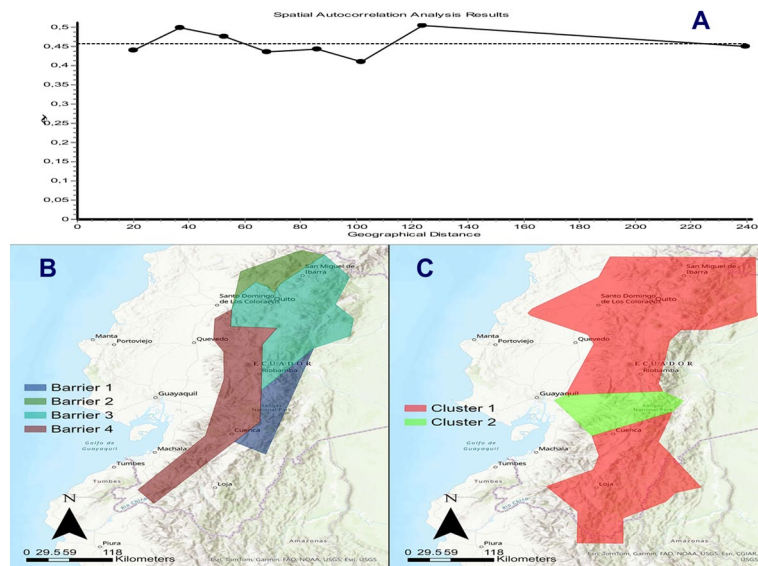 Spatial Autocorrelation Analysis Results
A
0,5
0,45
0,4
0,35
0,3
0,25
0,2
0,15
0,1
0,05
0
0 20 40 60 80 100 120 140 160 180 200 220 240
Geographical Distance
B
San Miguel de
Ibarra
Santo Domingo
de Los Colorados
Quito
Manta
Portoviejo
Quevedo
ECUADOR
Riobamba
Guayaquil
Barrier 1
Barrier 2
Barrier 3
Barrier 4
Cuenca
Golfo de
Guayaquil
Machala
Tumbes
Tumbes
Loja
N
Amazonas
Piura
0 29.5 59 118
Kilometers
Esri, TomTom, Garmin, FAO, NOAA, USGS, Esri, USGS
C
San Miguel de
Ibarra
Santo Domingo
de Los Colorados
Quito
Manta
Portoviejo
Quevedo
ECUADOR
Riobamba
Guayaquil
Cluster 1
Cluster 2
Cuenca
Golfo de
Guayaquil
Machala
Tumbes
Tumbes
Loja
N
Amazonas
Piura
0 29.5 59 118
Kilometers
Esri, TomTom, Garmin, FAO, NOAA, USGS, Esri, CGIAR,
USGS